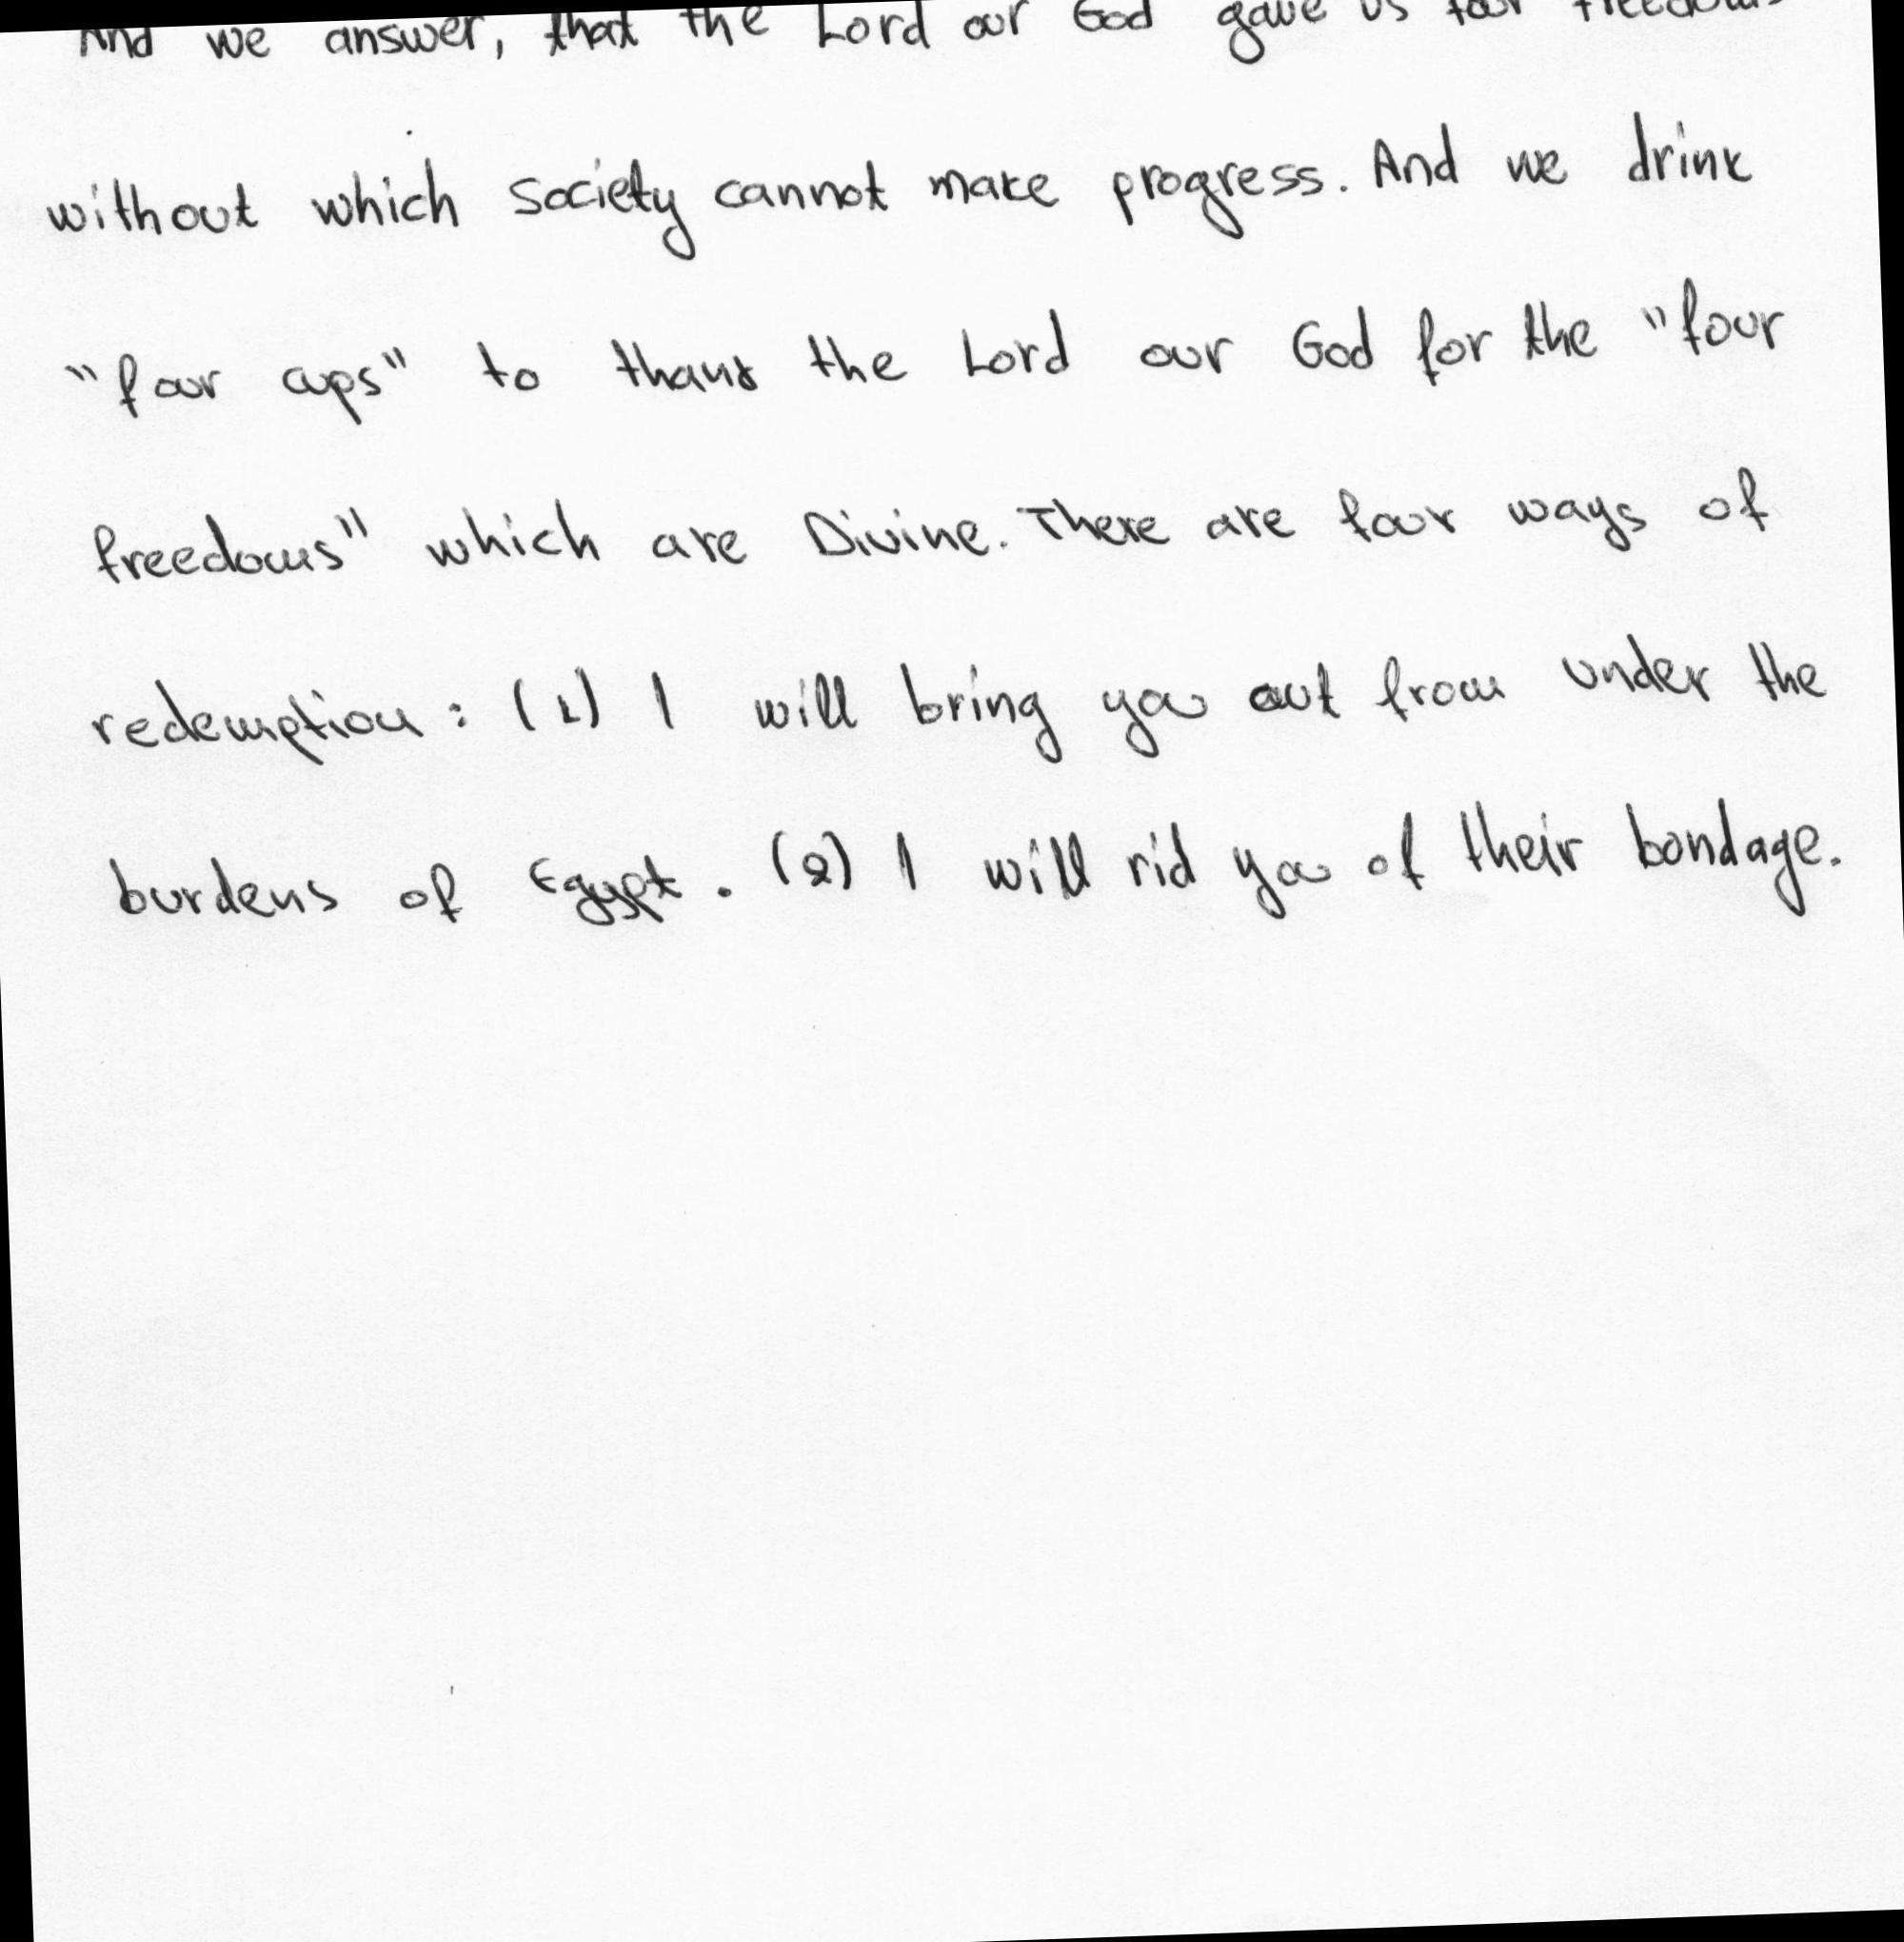 And we answer, that the Lord our God gave us four freedoms
without which society cannot make progress. And we drink
"four cups" to thank the Lord our God for the "four
freedoms" which are Divine. There are four ways of
redemption : (1) I will bring you out from under the
burdens of Egypt. (2) I will rid you of their bondage.